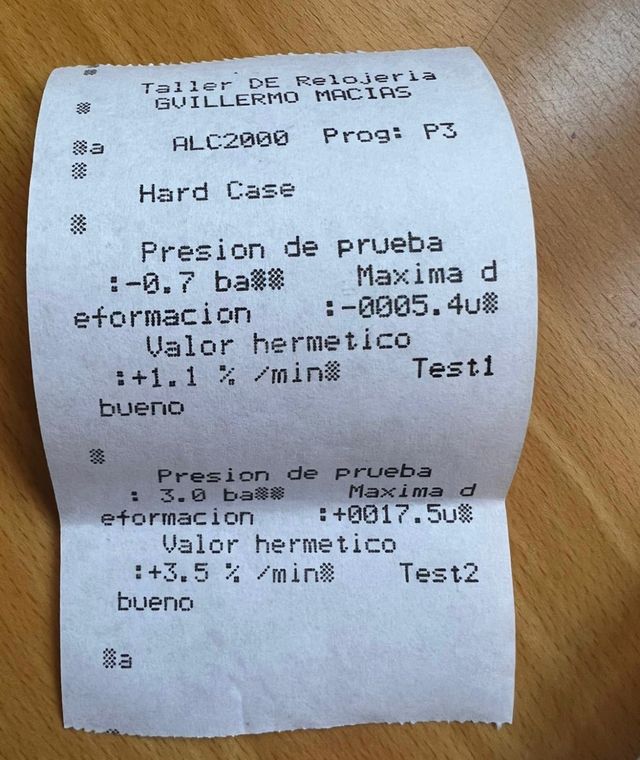 Taller DE Relojeria
GVILLERMO MACIAS
▒
▒a ALC2000 Prog: P3
▒
Hard Case
▒
Presion de prueba
:-0.7 ba▒▒ Maxima d
eformacion :-0005.4u▒
Valor hermetico
:+1.1 % /min▒ Test1
bueno
▒
Presion de prueba
: 3.0 ba▒▒ Maxima d
eformacion :+0017.5u▒
Valor hermetico
:+3.5 % /min▒ Test2
bueno
▒a